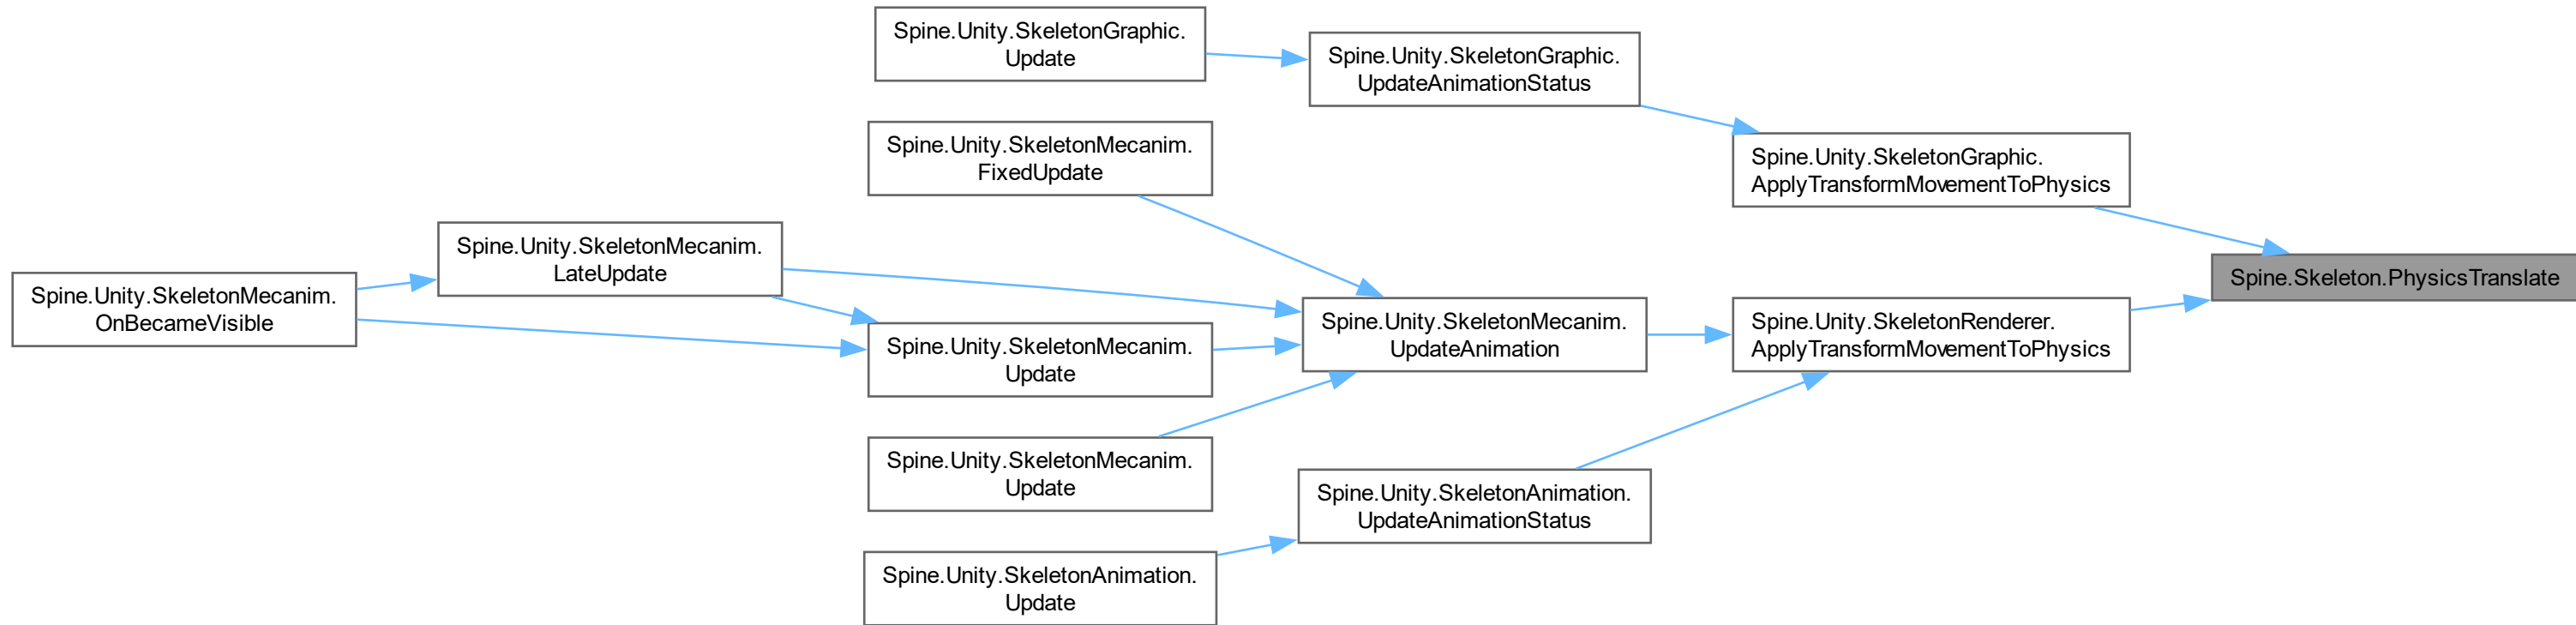 Spine.Unity.SkeletonGraphic.
Update
Spine.Unity.SkeletonGraphic.
UpdateAnimationStatus
Spine.Unity.SkeletonMecanim.
FixedUpdate
Spine.Unity.SkeletonGraphic.
ApplyTransformMovementToPhysics
Spine.Unity.SkeletonMecanim.
LateUpdate
Spine.Skeleton.PhysicsTranslate
Spine.Unity.SkeletonMecanim.
OnBecameVisible
Spine.Unity.SkeletonMecanim.
Update
Spine.Unity.SkeletonMecanim.
UpdateAnimation
Spine.Unity.SkeletonRenderer.
ApplyTransformMovementToPhysics
Spine.Unity.SkeletonMecanim.
Update
Spine.Unity.SkeletonAnimation.
UpdateAnimationStatus
Spine.Unity.SkeletonAnimation.
Update